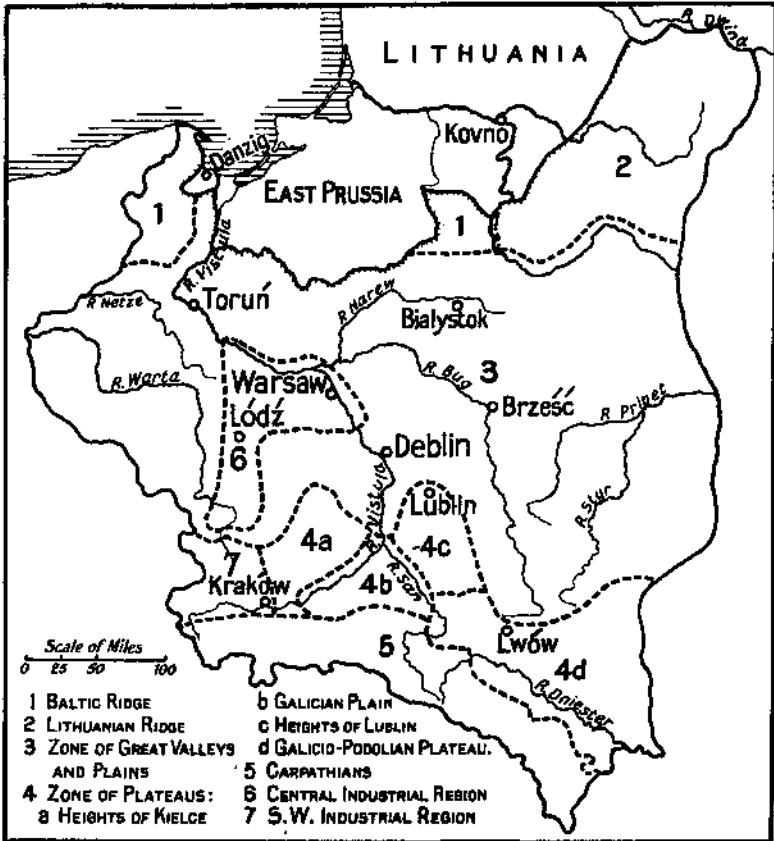 R. Dvina
LITHUANIA
Kovno
Danzig
2
EAST PRUSSIA
1
1
R. Vistula
Toruń
R. Netze
R. Narew
Bialystok
R. Warta
R. Bug
3
Warsaw
Brześć
R. Pripet
Lódź
6
Deblin
Lublin
R. Styr
R. Vistula
4a
4c
7
Kraków
4b
R. San
Lwów
5
4d
R. Dniester
Scale of Miles
0 25 50 100
1 BALTIC RIDGE
2 LITHUANIAN RIDGE
3 ZONE OF GREAT VALLEYS
AND PLAINS
4 ZONE OF PLATEAUS:
a HEIGHTS OF KIELCE
b GALICIAN PLAIN
c HEIGHTS OF LUBLIN
d GALICIO-PODOLIAN PLATEAU.
5 CARPATHIANS
6 CENTRAL INDUSTRIAL REGION
7 S.W. INDUSTRIAL REGION